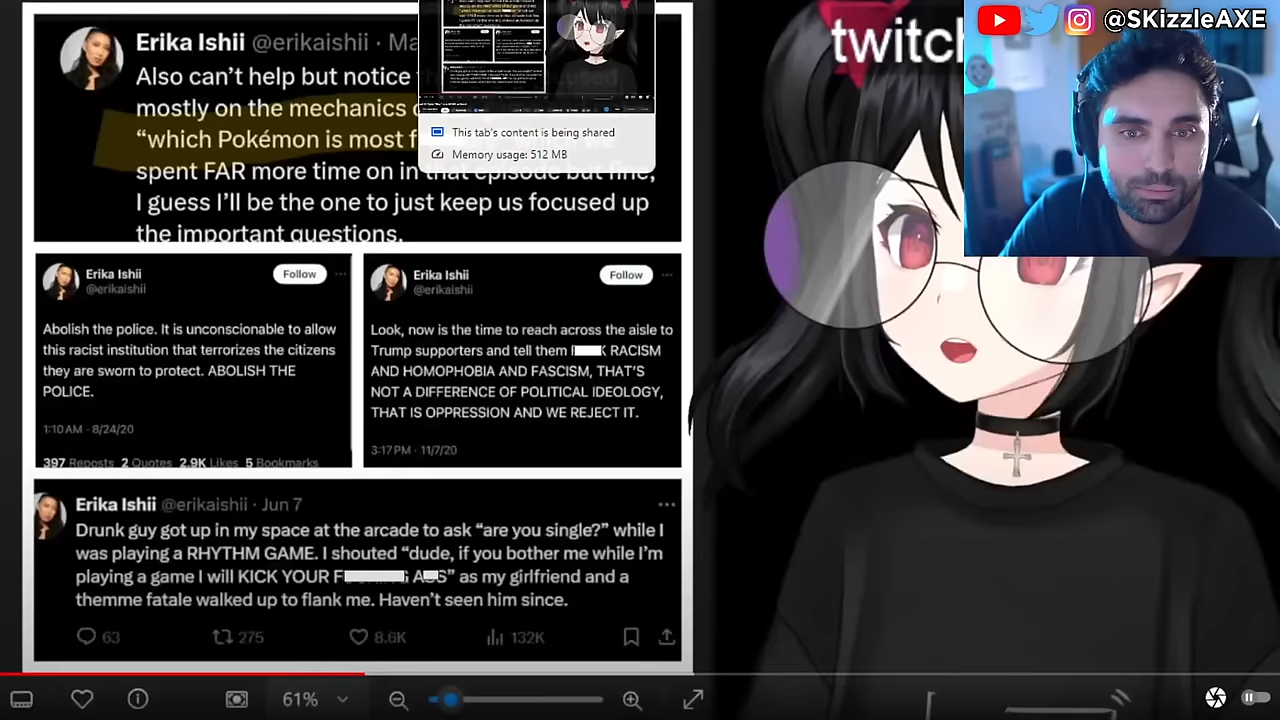 twitch
@SKizzleAXE
Erika Ishii @erikaishii · Ma
Also can't help but notice
mostly on the mechanics
"which Pokémon is most f
spent FAR more time on in that episode but fine,
I guess I'll be the one to just keep us focused up
the important questions.
This tab's content is being shared
Memory usage: 512 MB
Erika Ishii
@erikaishii
Follow
Abolish the police. It is unconscionable to allow
this racist institution that terrorizes the citizens
they are sworn to protect. ABOLISH THE
POLICE.
1:10 AM · 8/24/20
397 Reposts 2 Quotes 2.9K Likes 5 Bookmarks
Erika Ishii
@erikaishii
Follow
Look, now is the time to reach across the aisle to
Trump supporters and tell them F K RACISM
AND HOMOPHOBIA AND FASCISM, THAT'S
NOT A DIFFERENCE OF POLITICAL IDEOLOGY,
THAT IS OPPRESSION AND WE REJECT IT.
3:17 PM · 11/7/20
Erika Ishii @erikaishii · Jun 7
Drunk guy got up in my space at the arcade to ask "are you single?" while I
was playing a RHYTHM GAME. I shouted "dude, if you bother me while I'm
playing a game I will KICK YOUR F G A S" as my girlfriend and a
themme fatale walked up to flank me. Haven't seen him since.
63 275 8.6K 132K
61%